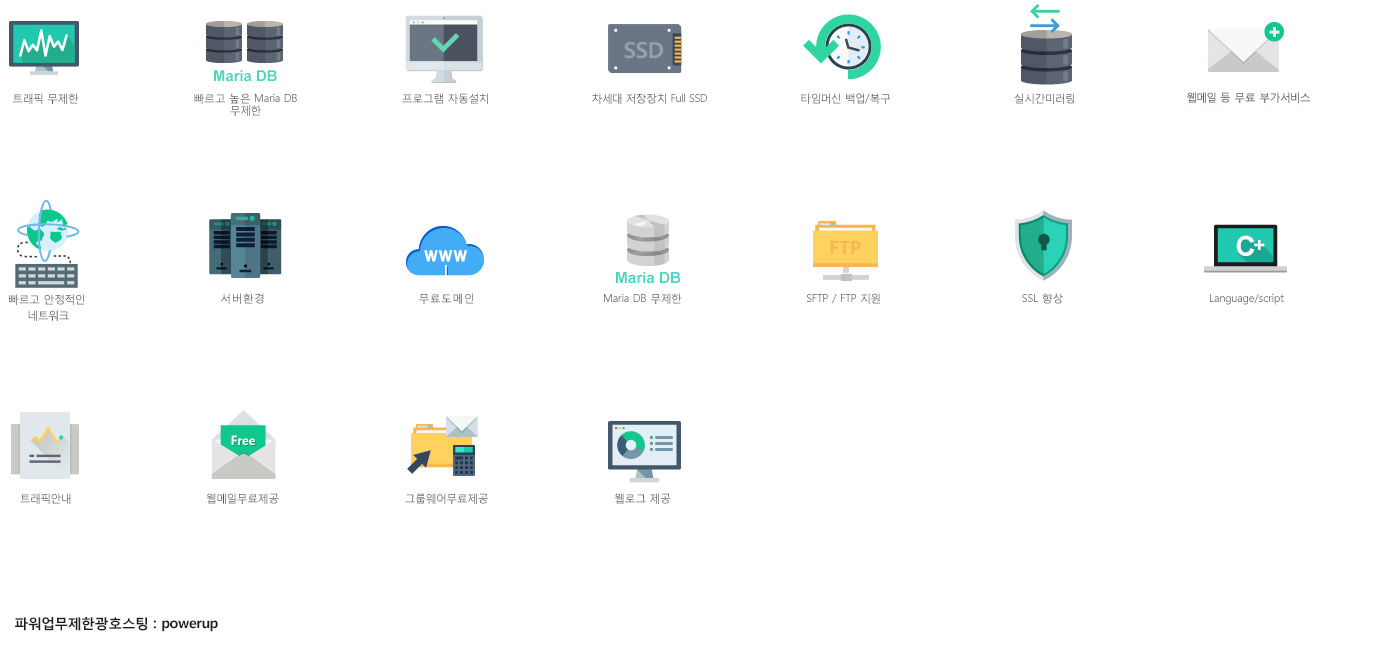 Maria DB
SSD
트래픽 무제한
빠르고 높은 Maria DB
무제한
프로그램 자동설치
차세대 저장장치 Full SSD
타임머신 백업/복구
실시간미러링
웹메일 등 무료 부가서비스
WWW
Maria DB
FTP
C+
빠르고 안정적인
네트워크
서버환경
무료도메인
Maria DB 무제한
SFTP / FTP 지원
SSL 향상
Language/script
Free
트래픽안내
웹메일무료제공
그룹웨어무료제공
웹로그 제공
파워업무제한광호스팅 : powerup